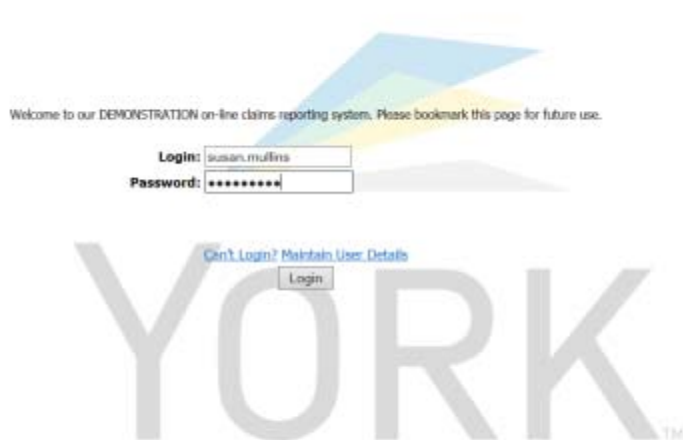 Welcome to our DEMONSTRATION on-line claims reporting system. Please bookmark this page for future use.
Login: susan.mullins
Password: •••••••••
Can't Login? Maintain User Details
Login
YORK TM